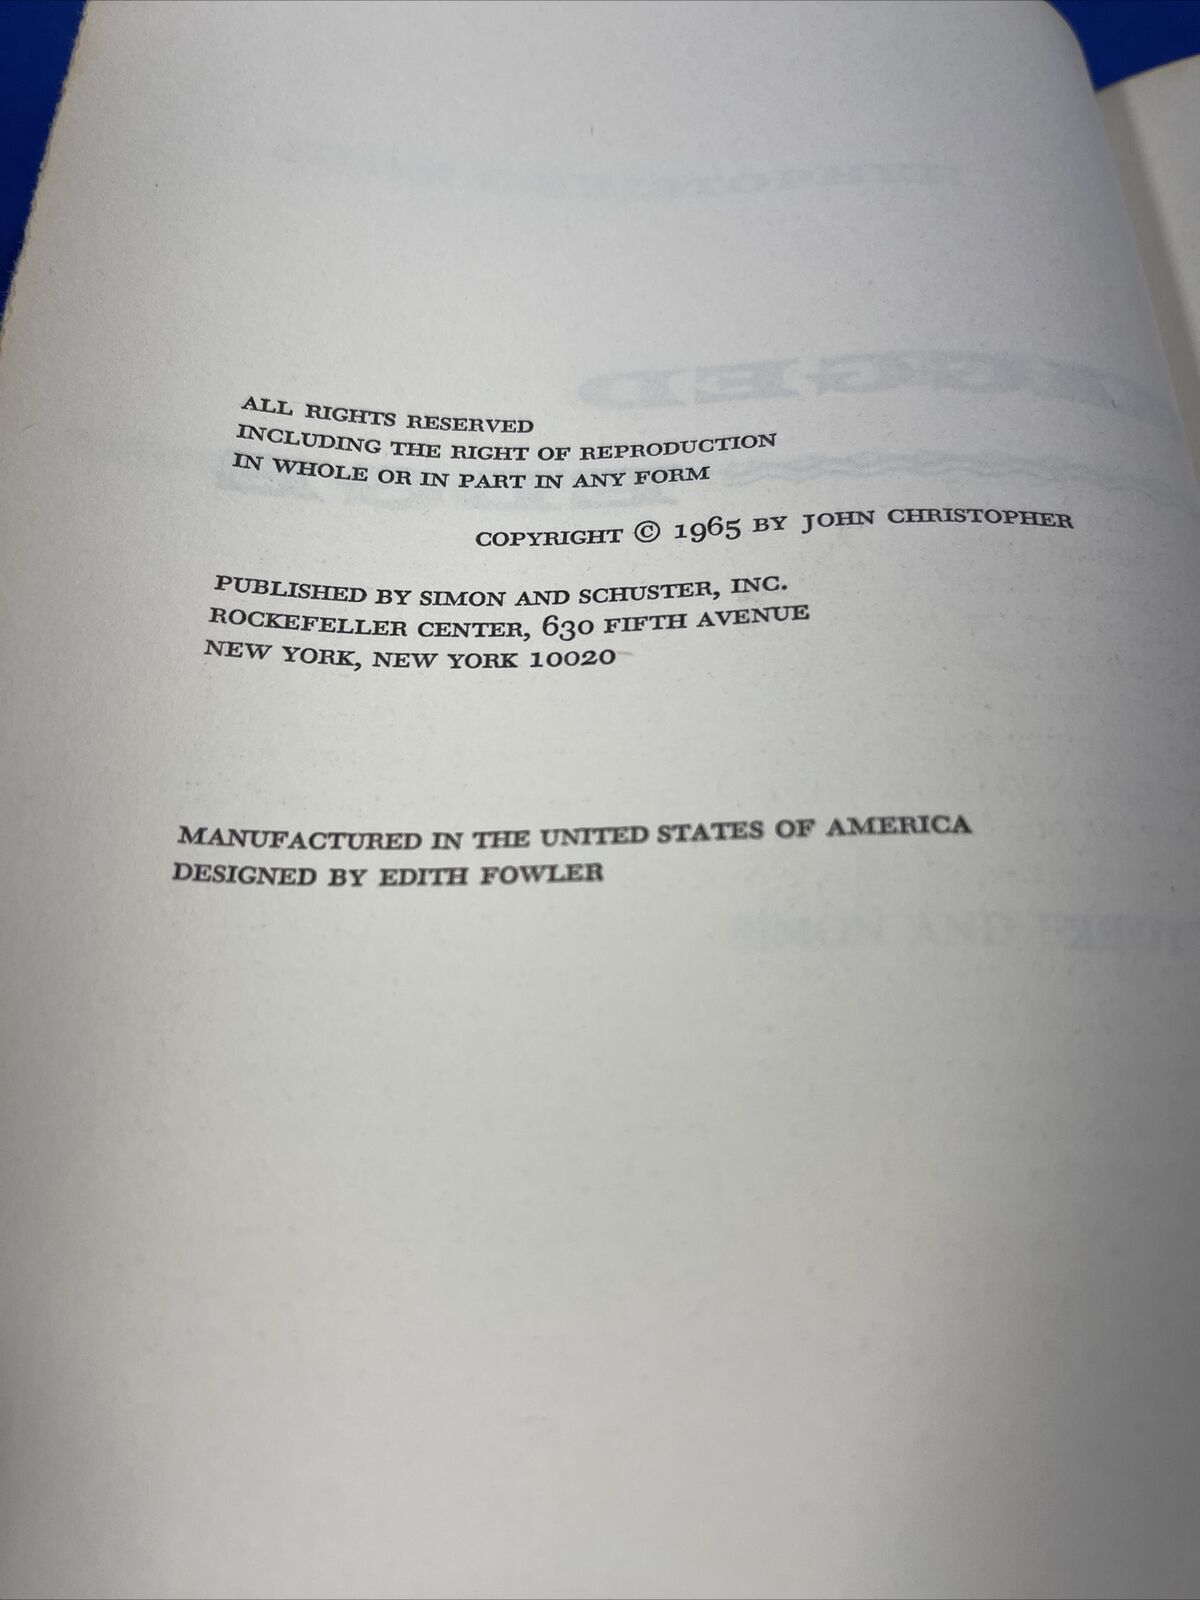 ALL RIGHTS RESERVED
INCLUDING THE RIGHT OF REPRODUCTION
IN WHOLE OR IN PART IN ANY FORM
COPYRIGHT © 1965 BY JOHN CHRISTOPHER
PUBLISHED BY SIMON AND SCHUSTER, INC.
ROCKEFELLER CENTER, 630 FIFTH AVENUE
NEW YORK, NEW YORK 10020
MANUFACTURED IN THE UNITED STATES OF AMERICA
DESIGNED BY EDITH FOWLER